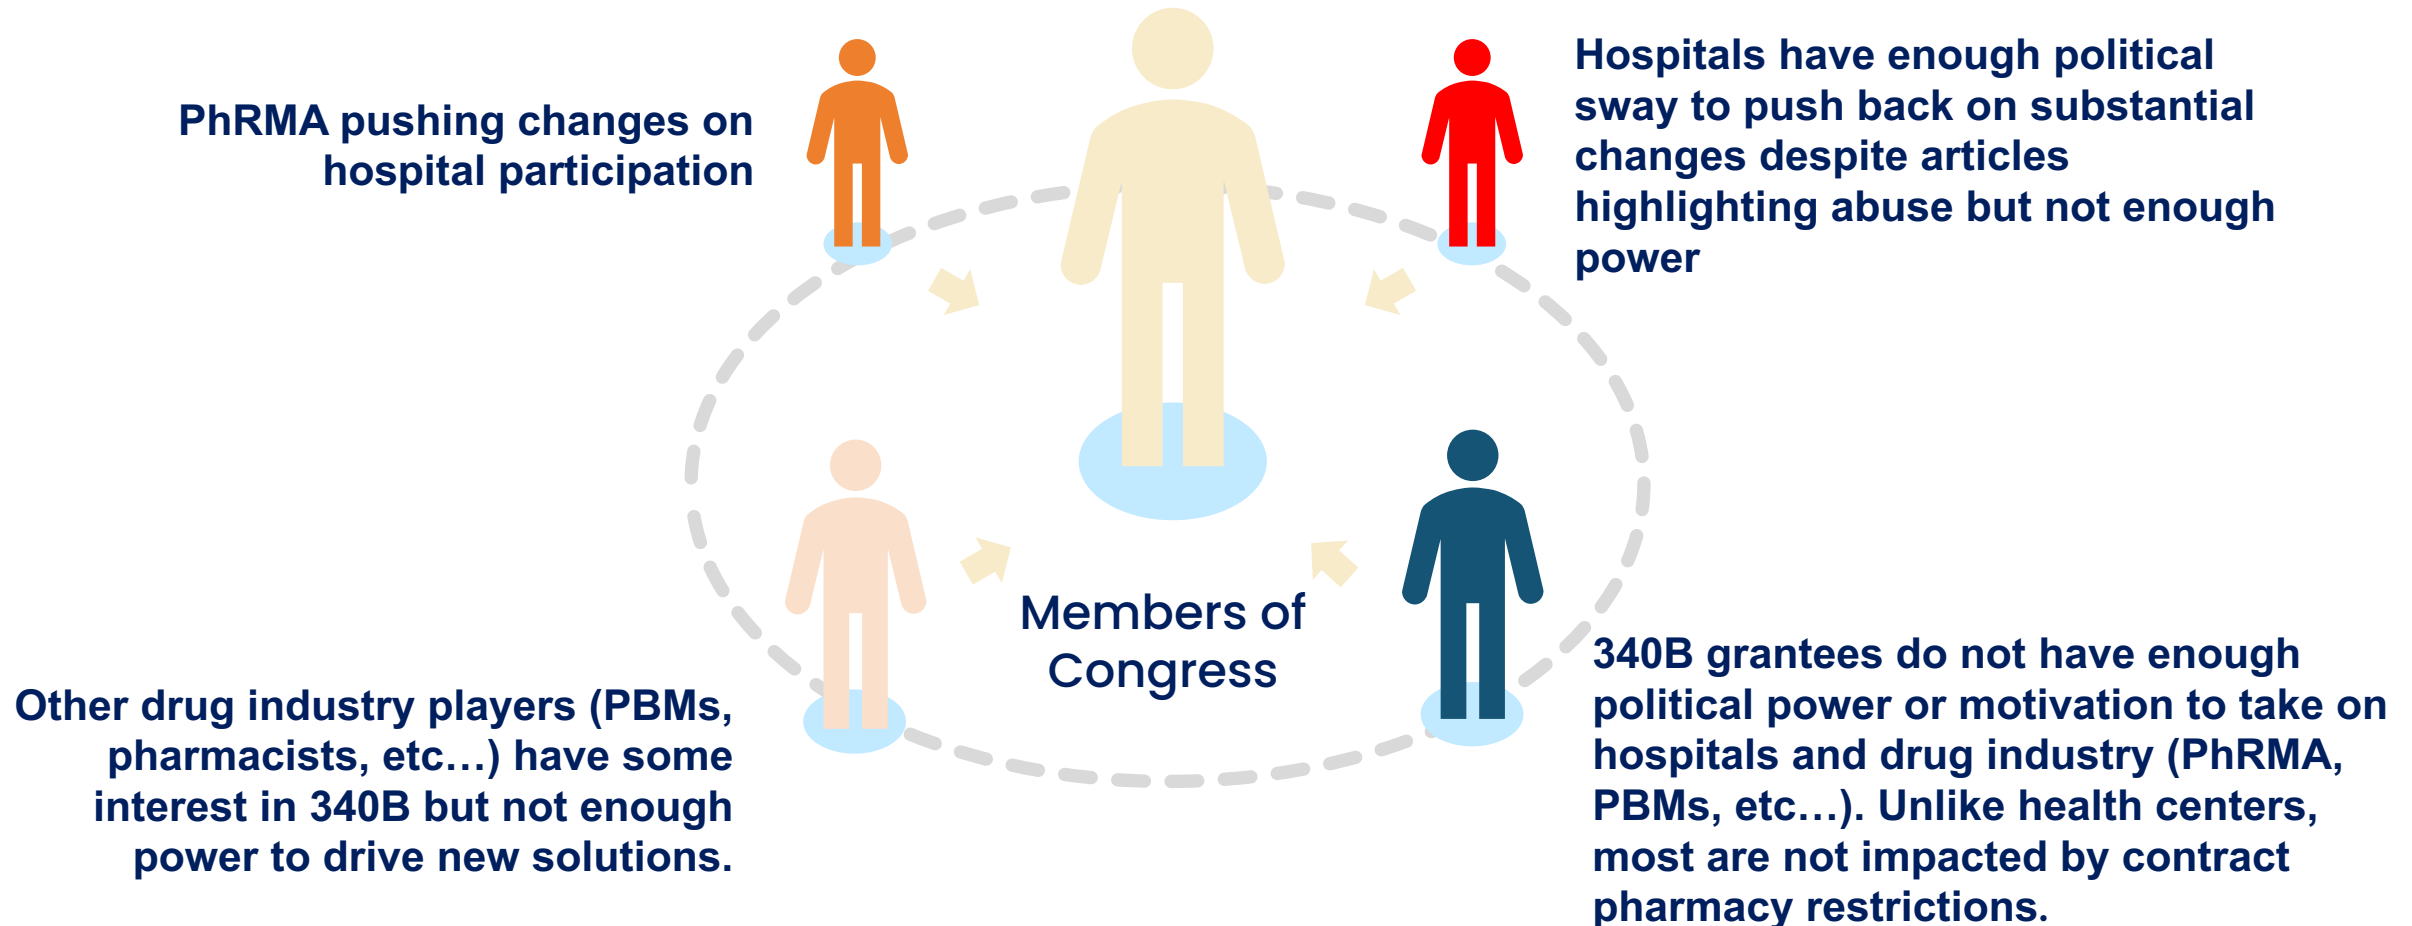 PhRMA pushing changes on
hospital participation
Hospitals have enough political
sway to push back on substantial
changes despite articles
highlighting abuse but not enough
power
Members of
Congress
Other drug industry players (PBMs,
pharmacists, etc…) have some
interest in 340B but not enough
power to drive new solutions.
340B grantees do not have enough
political power or motivation to take on
hospitals and drug industry (PhRMA,
PBMs, etc…). Unlike health centers,
most are not impacted by contract
pharmacy restrictions.